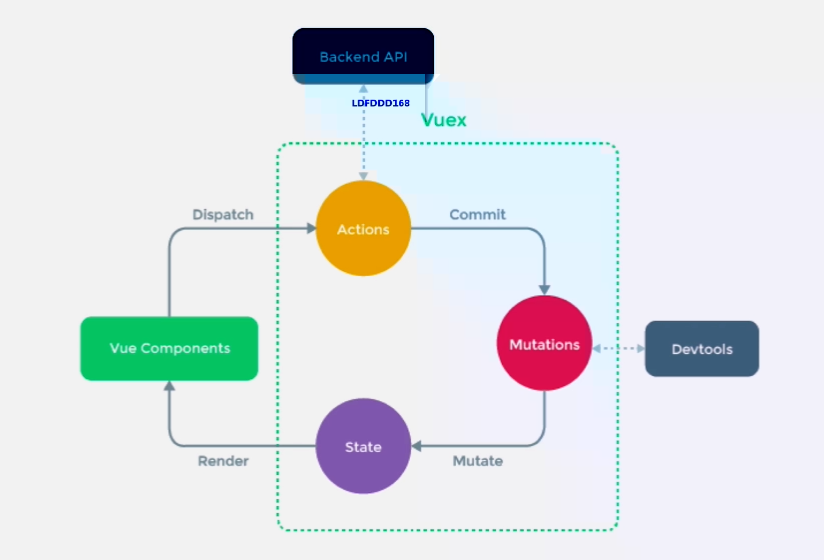 Backend API
LDFDDD168
Vuex
Dispatch
Actions
Commit
Vue Components
Mutations
Devtools
State
Render
Mutate